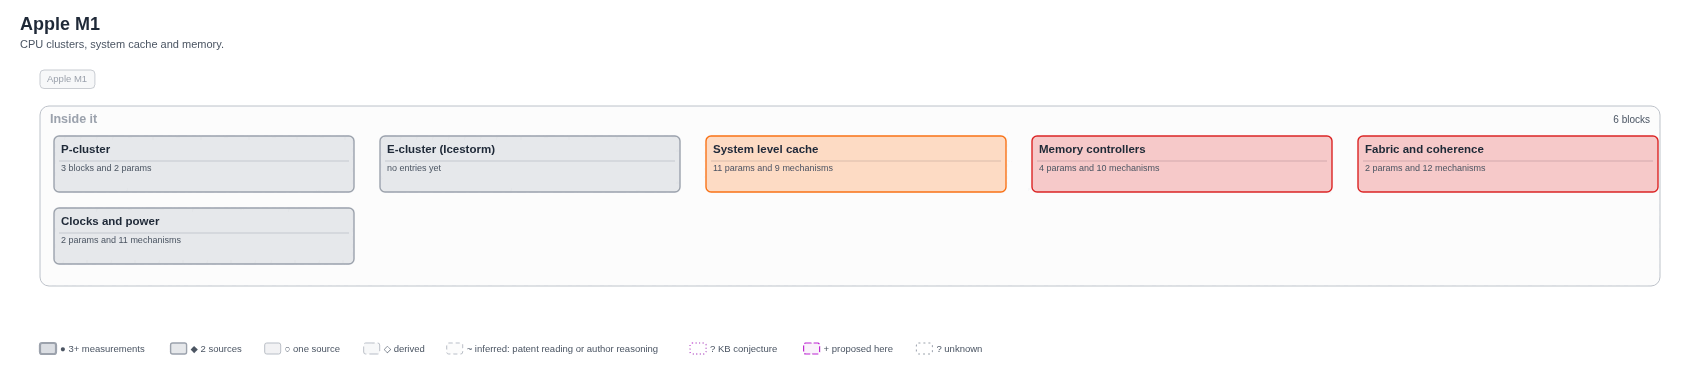 Apple M1
CPU clusters, system cache and memory.
Apple M1
Inside it
6 blocks
P-cluster
3 blocks and 2 params
E-cluster (Icestorm)
no entries yet
System level cache
11 params and 9 mechanisms
Memory controllers
4 params and 10 mechanisms
Fabric and coherence
2 params and 12 mechanisms
Clocks and power
2 params and 11 mechanisms
● 3+ measurements
◆ 2 sources
○ one source
◇ derived
~ inferred: patent reading or author reasoning
? KB conjecture
+ proposed here
? unknown